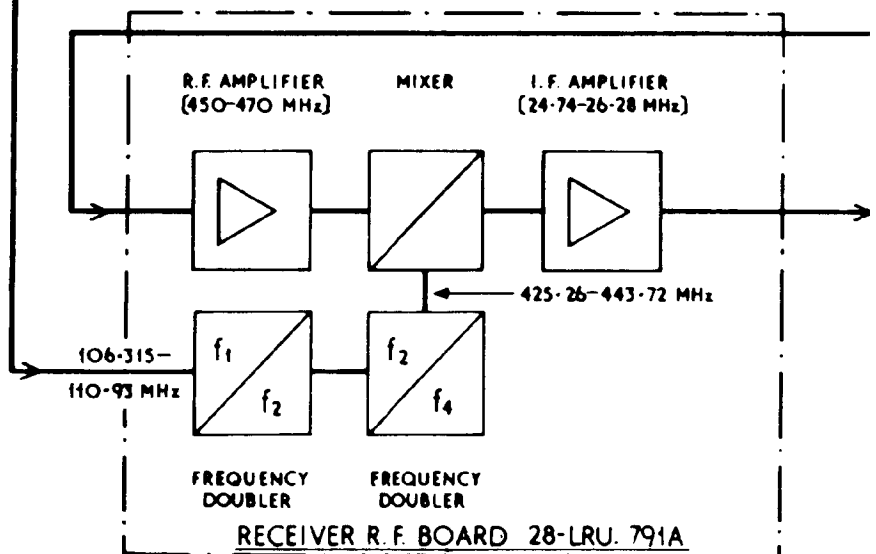 R.F. AMPLIFIER
(450-470 MHz)
MIXER
I.F. AMPLIFIER
(24·74-26·28 MHz)
425·26-443·72 MHz
106·315-
110·93 MHz
f1
f2
f2
f4
FREQUENCY
DOUBLER
FREQUENCY
DOUBLER
RECEIVER R.F. BOARD 28-LRU. 791A